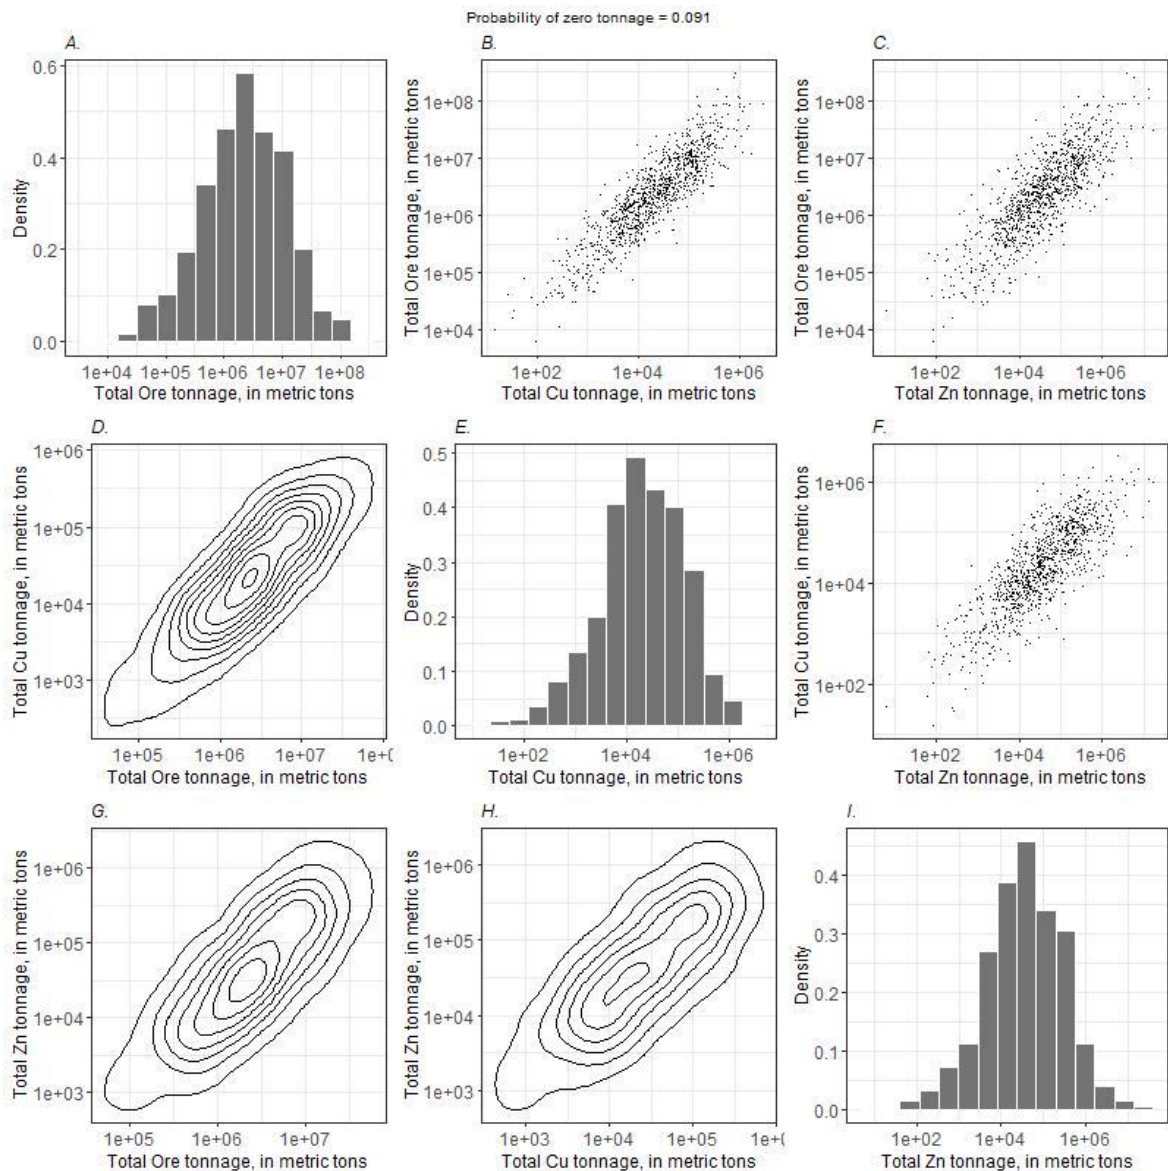 Probability of zero tonnage = 0.091
A.
0.6
0.4
0.2
0.0
Density
1e+04 1e+05 1e+06 1e+07 1e+08
Total Ore tonnage, in metric tons
B.
1e+08
1e+07
1e+06
1e+05
1e+04
Total Ore tonnage, in metric tons
1e+02 1e+04 1e+06
Total Cu tonnage, in metric tons
C.
1e+08
1e+07
1e+06
1e+05
1e+04
Total Ore tonnage, in metric tons
1e+02 1e+04 1e+06
Total Zn tonnage, in metric tons
D.
1e+06
1e+05
1e+04
1e+03
Total Cu tonnage, in metric tons
1e+05 1e+06 1e+07 1e+0
Total Ore tonnage, in metric tons
E.
0.5
0.4
0.3
0.2
0.1
0.0
Density
1e+02 1e+04 1e+06
Total Cu tonnage, in metric tons
F.
1e+06
1e+04
1e+02
Total Cu tonnage, in metric tons
1e+02 1e+04 1e+06
Total Zn tonnage, in metric tons
G.
1e+06
1e+05
1e+04
1e+03
Total Zn tonnage, in metric tons
1e+05 1e+06 1e+07
Total Ore tonnage, in metric tons
H.
1e+06
1e+05
1e+04
1e+03
Total Zn tonnage, in metric tons
1e+03 1e+04 1e+05 1e+0
Total Cu tonnage, in metric tons
I.
0.4
0.3
0.2
0.1
0.0
Density
1e+02 1e+04 1e+06
Total Zn tonnage, in metric tons